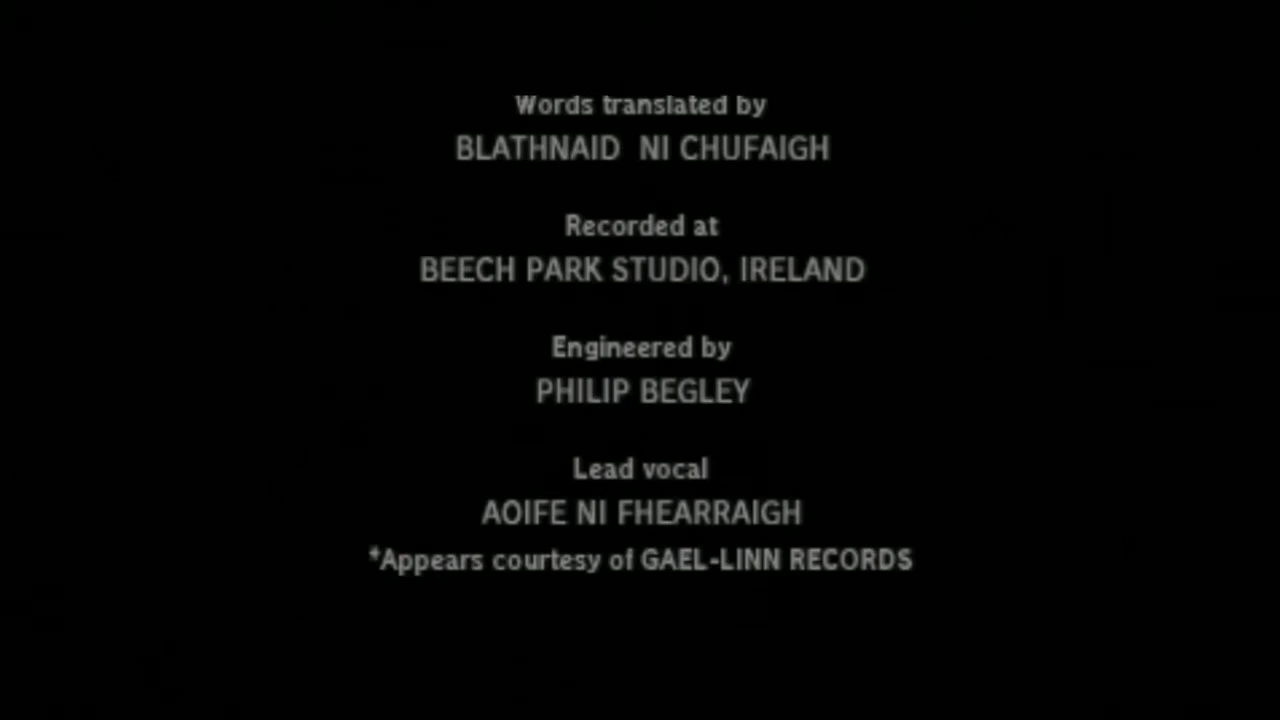 Words translated by
BLATHNAID NI CHUFAIGH
Recorded at
BEECH PARK STUDIO, IRELAND
Engineered by
PHILIP BEGLEY
Lead vocal
AOIFE NI FHEARRAIGH
*Appears courtesy of GAEL-LINN RECORDS